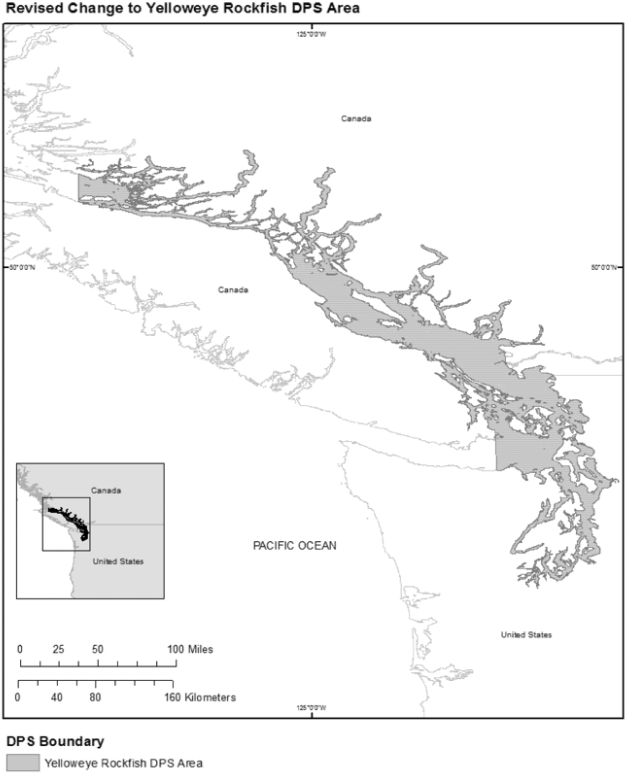 Revised Change to Yelloweye Rockfish DPS Area
125°0'0"W
Canada
50°0'0"N
50°0'0"N
Canada
Canada
United States
PACIFIC OCEAN
United States
0 25 50 100 Miles
0 40 80 160 Kilometers
125°0'0"W
DPS Boundary
Yelloweye Rockfish DPS Area